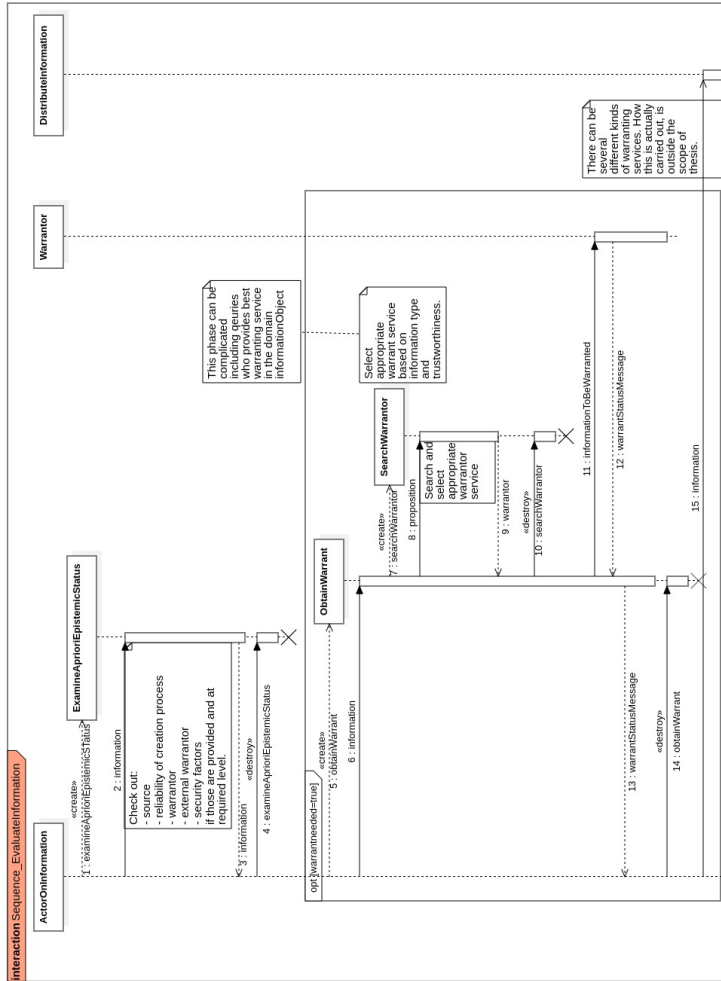 interaction Sequence_EvaluateInformation
ActorOnInformation
ExamineAprioriEpistemicStatus
Warrantor
DistributeInformation
«create»
1 : examineAprioriEpistemicStatus
2 : information
Check out:
- source
- reliability of creation process
- warrantor
- external warrantor
- security factors
if those are provided and at
required level.
3 : information
«destroy»
4 : examineAprioriEpistemicStatus
This phase can be
complicated
including qeuries
who provides best
warranting service
in the domain
informationObject
opt [warrantneeded=true]
«create»
5 : obtainWarrant
ObtainWarrant
6 : information
Select
appropriate
warrant service
based on
information type
and
trustworthiness.
«create»
7 : searchWarrantor
SearchWarrantor
8 : proposition
Search and
select
appropriate
warrantor
service
9 : warrantor
«destroy»
10 : searchWarrantor
11 : informationToBeWarranted
12 : warrantStatusMessage
13 : warrantStatusMessage
«destroy»
14 : obtainWarrant
There can be
several
different kinds
of warranting
services. How
this is actually
carried out, is
outside the
scope of
thesis.
15 : information